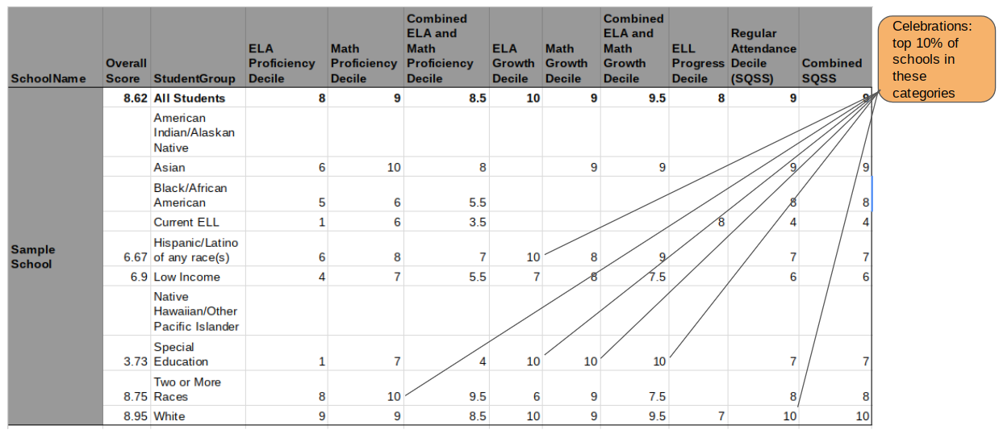 SchoolName Overall Score StudentGroup ELA Proficiency Decile Math Proficiency Decile Combined ELA and Math Proficiency Decile ELA Growth Decile Math Growth Decile Combined ELA and Math Growth Decile ELL Progress Decile Regular Attendance Decile (SQSS) Combined SQSS
Celebrations:
top 10% of
schools in
these
categories
8.62 All Students 8 9 8.5 10 9 9.5 8 9 9
American
Indian/Alaskan
Native
Asian 6 10 8 9 9 9 9
Black/African
American 5 6 5.5 8 8
Current ELL 1 6 3.5 8 4 4
Sample
School
Hispanic/Latino
6.67 of any race(s) 6 8 7 10 8 9 7 7
6.9 Low Income 4 7 5.5 7 8 7.5 6 6
Native
Hawaiian/Other
Pacific Islander
Special
3.73 Education 1 7 4 10 10 10 7 7
Two or More
8.75 Races 8 10 9.5 6 9 7.5 8 8
8.95 White 9 9 8.5 10 9 9.5 7 10 10